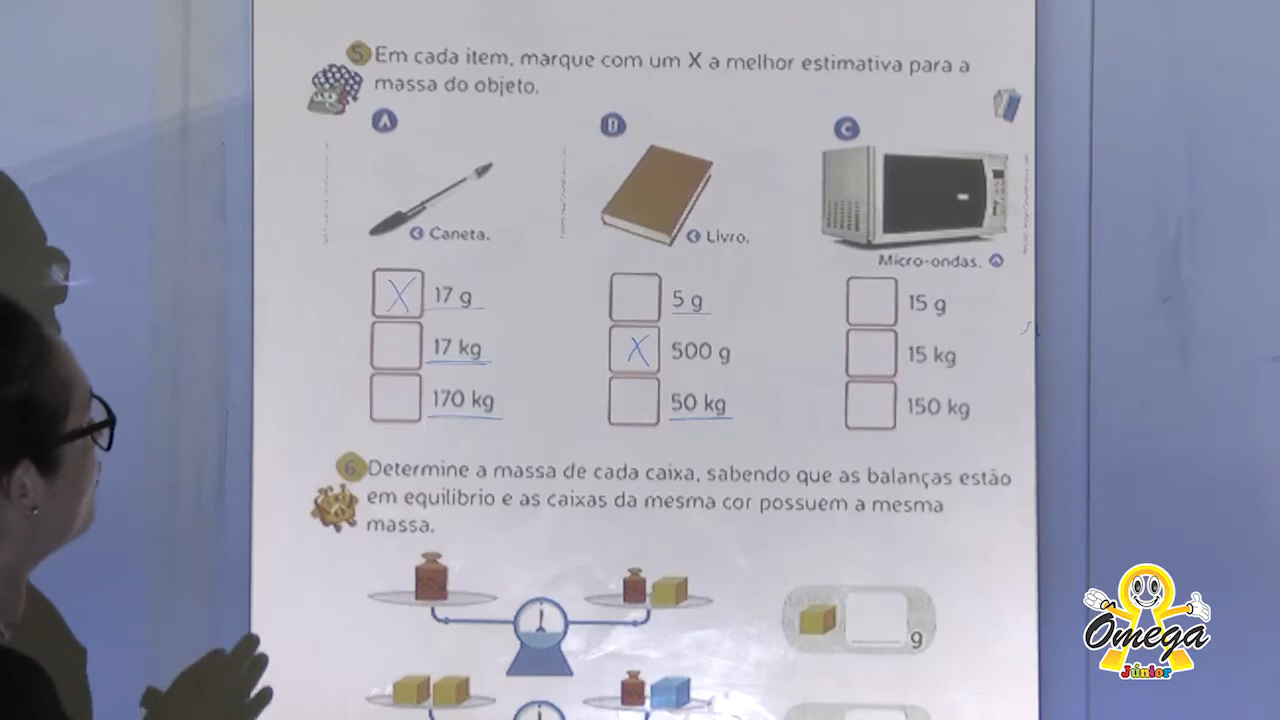 5. Em cada item, marque com um X a melhor estimativa para a
massa do objeto.
A
B
C
Caneta.
Livro.
Micro-ondas.
X 17 g
17 kg
170 kg
5 g
X 500 g
50 kg
15 g
15 kg
150 kg
6. Determine a massa de cada caixa, sabendo que as balanças estão
em equilíbrio e as caixas da mesma cor possuem a mesma
massa.
g
Ômega
Júnior